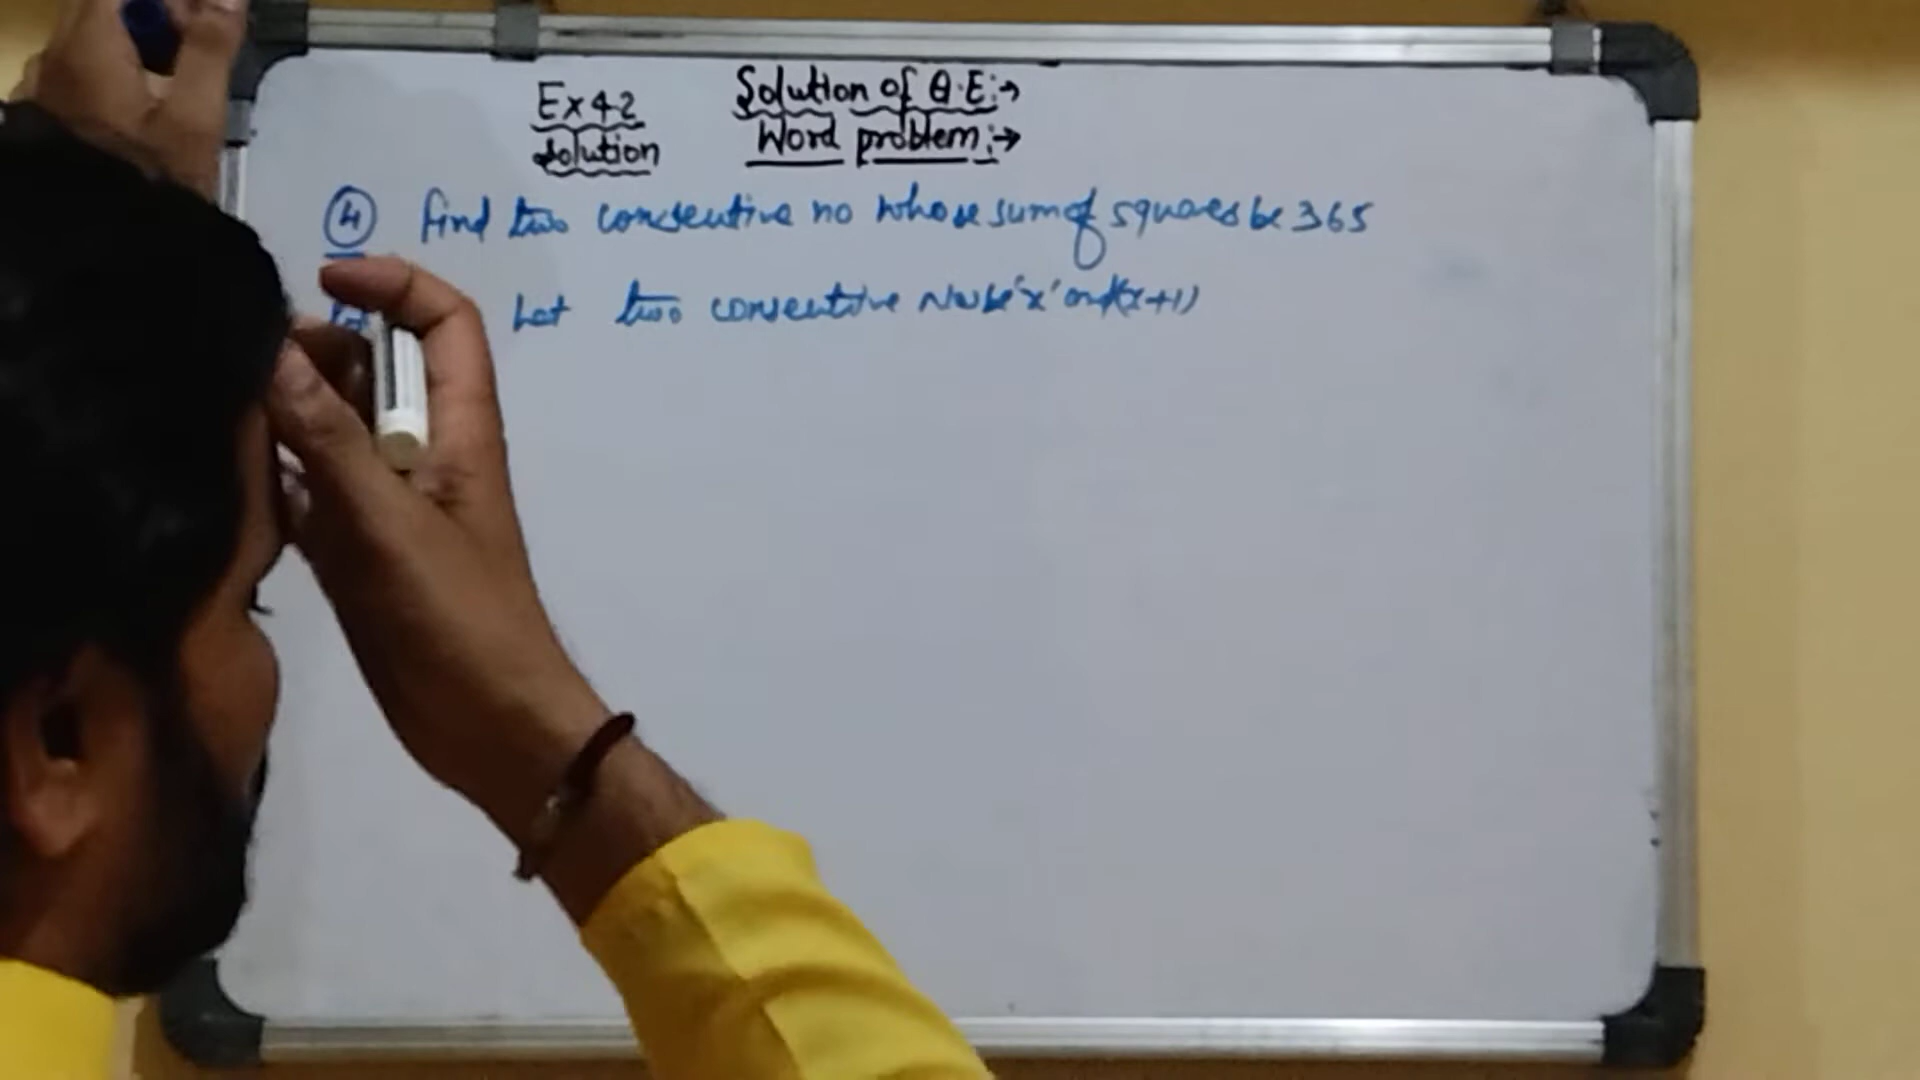 Ex 4.2
Solution
Solution of Q.E:→
Word problem:→
4 find two consecutive no whose sum of squares be 365
Let two consecutive Nos be 'x' and (x+1)